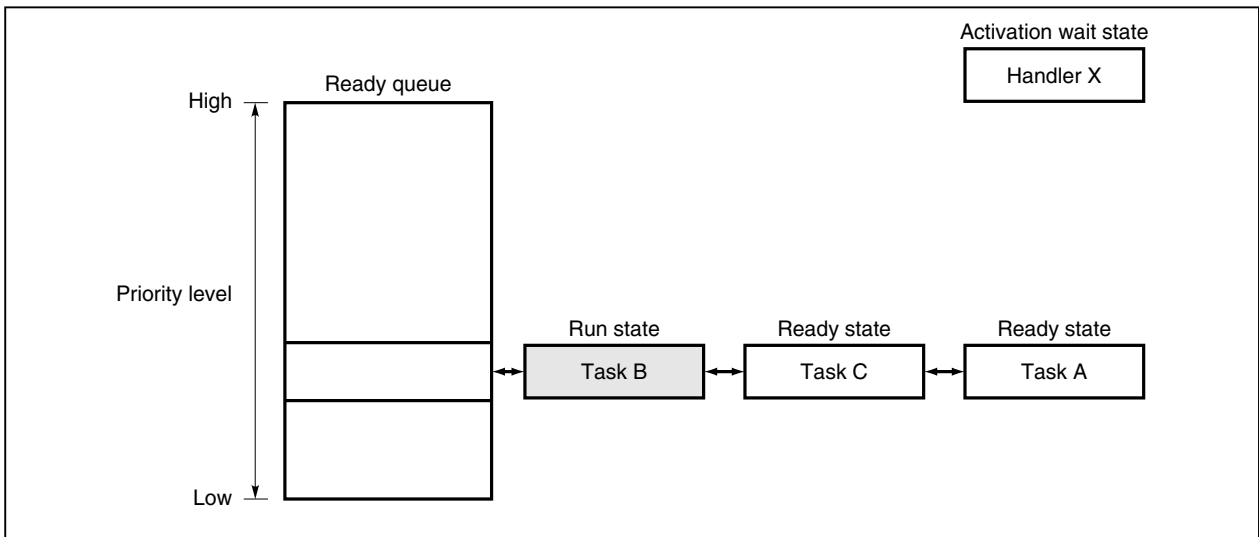 Activation wait state
Handler X
Ready queue
High
Priority level
Run state
Ready state
Ready state
Task B
Task C
Task A
Low